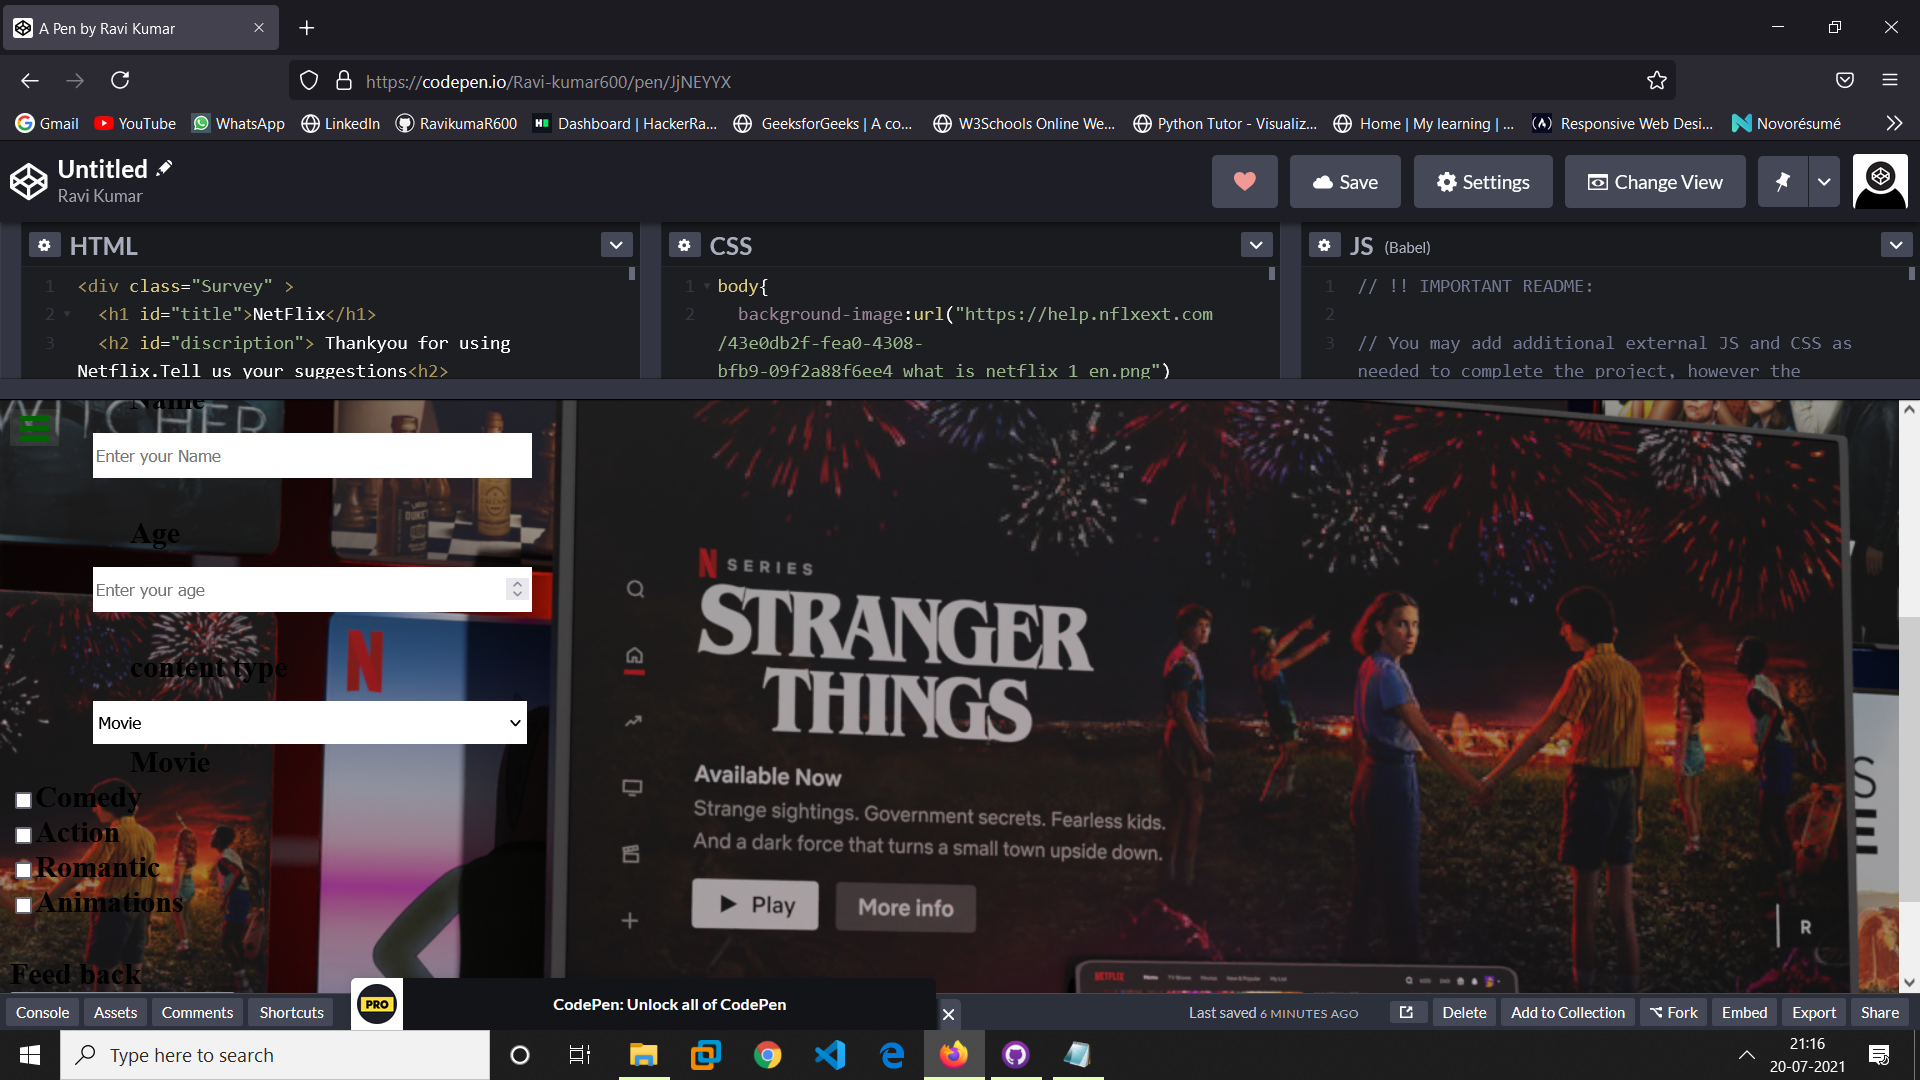 A Pen by Ravi Kumar
https://codepen.io/Ravi-kumar600/pen/JjNEYYX
Gmail YouTube WhatsApp LinkedIn RavikumaR600 Dashboard | HackerRa... GeeksforGeeks | A co... W3Schools Online We... Python Tutor - Visualiz... Home | My learning | ... Responsive Web Desi... Novorésumé
Untitled
Ravi Kumar
Save Settings Change View
HTML
1 <div class="Survey" >
2 <h1 id="title">NetFlix</h1>
3 <h2 id="discription"> Thankyou for using
Netflix.Tell us your suggestions<h2>
CSS
1 body{
2 background-image:url("https://help.nflxext.com
/43e0db2f-fea0-4308-
bfb9-09f2a88f6ee4_what_is_netflix_1_en.png")
JS (Babel)
1 // !! IMPORTANT README:
2
3 // You may add additional external JS and CSS as
needed to complete the project, however the
WITCHER
Name
Enter your Name
Age
Enter your age
content type
Movie
Movie
Comedy
Action
Romantic
Animations
Feed back
N SERIES
STRANGER
THINGS
Available Now
Strange sightings. Government secrets. Fearless kids.
And a dark force that turns a small town upside down.
Play More info
R
NETFLIX
Console Assets Comments Shortcuts
PRO
CodePen: Unlock all of CodePen
Last saved 6 MINUTES AGO
Delete Add to Collection Fork Embed Export Share
Type here to search
21:16
20-07-2021